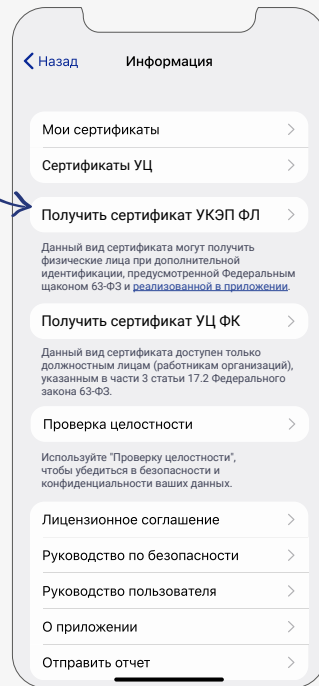 Назад
Информация
Мои сертификаты
Сертификаты УЦ
Получить сертификат УКЭП ФЛ
Данный вид сертификата могут получить
физические лица при дополнительной
идентификации, предусмотренной Федеральным
щаконом 63-ФЗ и реализованной в приложении.
Получить сертификат УЦ ФК
Данный вид сертификата доступен только
должностным лицам (работникам организаций),
указанным в части 3 статьи 17.2 Федерального
закона 63-ФЗ.
Проверка целостности
Используйте "Проверку целостности",
чтобы убедиться в безопасности и
конфиденциальности ваших данных.
Лицензионное соглашение
Руководство по безопасности
Руководство пользователя
О приложении
Отправить отчет